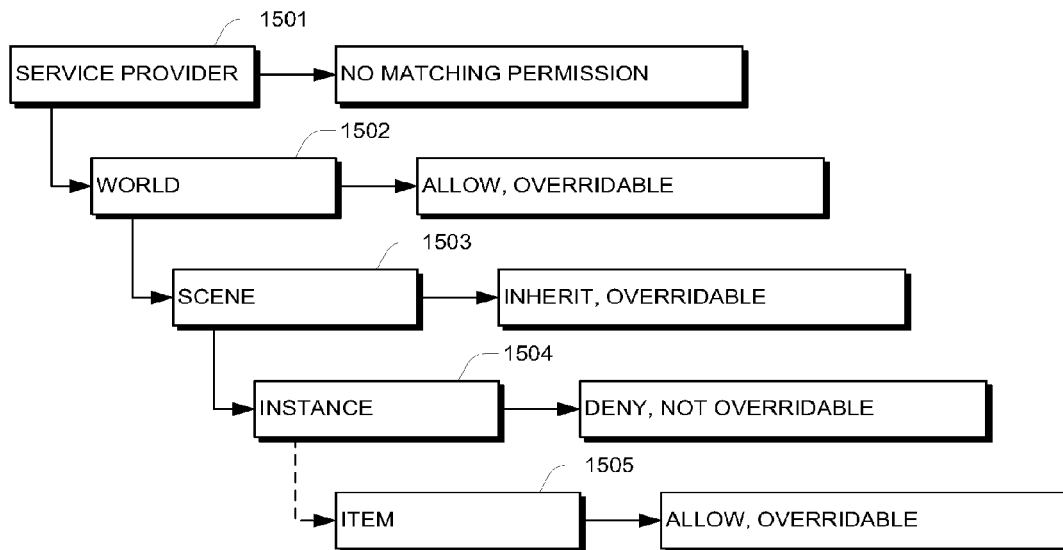 1501
SERVICE PROVIDER
NO MATCHING PERMISSION
1502
WORLD
ALLOW, OVERRIDABLE
1503
SCENE
INHERIT, OVERRIDABLE
1504
INSTANCE
DENY, NOT OVERRIDABLE
1505
ITEM
ALLOW, OVERRIDABLE